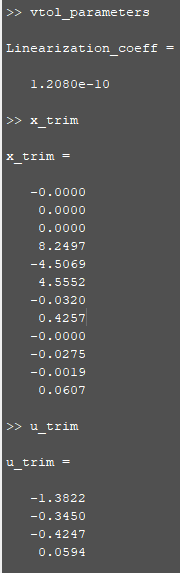 >> vtol_parameters
Linearization_coeff =
1.2080e-10
>> x_trim
x_trim =
-0.0000
0.0000
0.0000
8.2497
-4.5069
4.5552
-0.0320
0.4257
-0.0000
-0.0275
-0.0019
0.0607
>> u_trim
u_trim =
-1.3822
-0.3450
-0.4247
0.0594